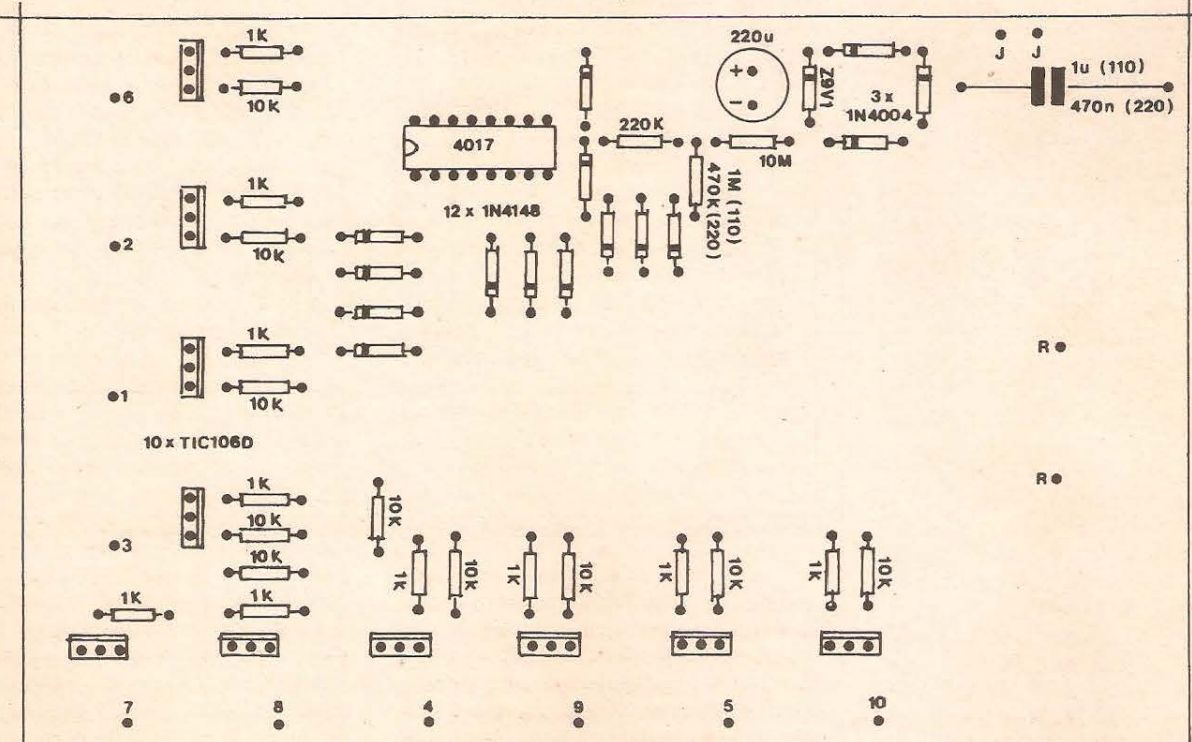 1K
10K
6
220u
+
−
Z9V1
3 x
1N4004
J
J
1u (110)
470n (220)
4017
220K
10M
1M (110)
470K (220)
12 x 1N4148
1K
10K
2
1K
10K
1
R
10 x TIC106D
R
1K
10K
10K
1K
3
1K
10K
1K
10K
1K
10K
1K
10K
1K
10K
7
8
4
9
5
10